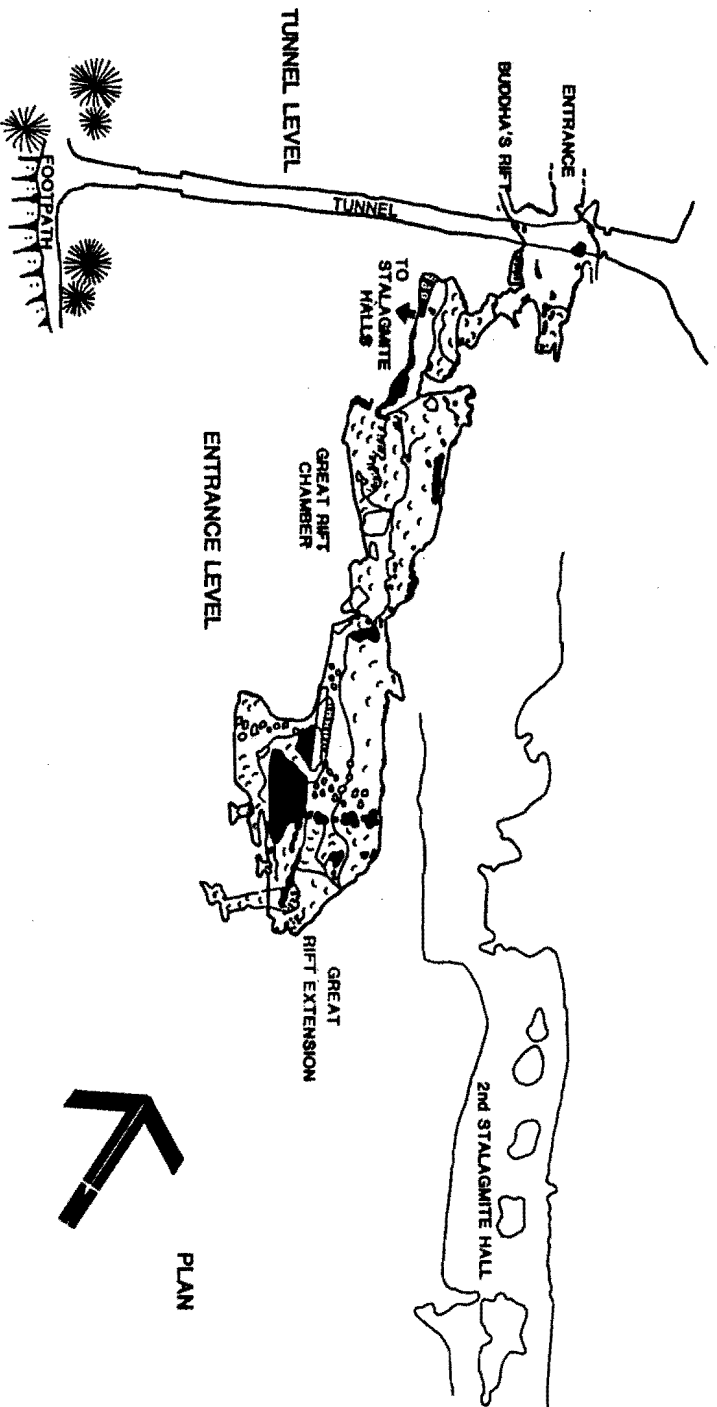 ENTRANCE
BUDDHA'S RIFT
TUNNEL LEVEL
TUNNEL
FOOTPATH
TO
STALAGMITE
HALLS
GREAT RIFT
CHAMBER
ENTRANCE LEVEL
GREAT
RIFT EXTENSION
2nd STALAGMITE HALL
PLAN